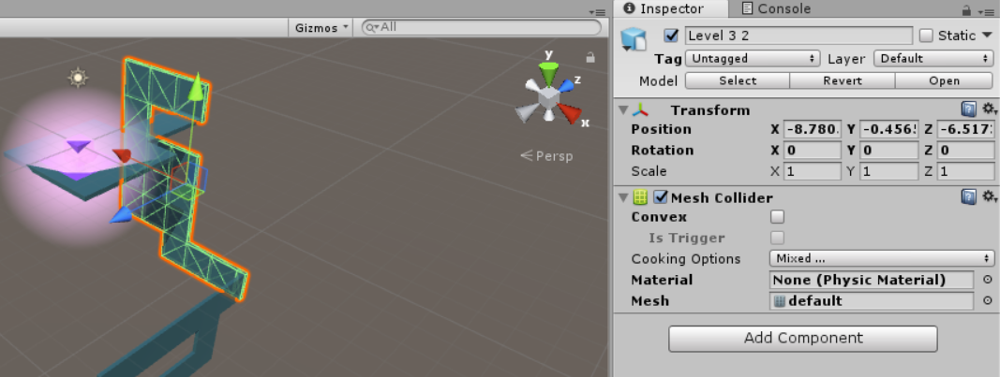 Inspector Console
Gizmos All
Level 3 2 Static
Tag Untagged Layer Default
Model Select Revert Open
y
z
x
Persp
Transform
Position X -8.780. Y -0.456 Z -6.517
Rotation X 0 Y 0 Z 0
Scale X 1 Y 1 Z 1
Mesh Collider
Convex
Is Trigger
Cooking Options Mixed ...
Material None (Physic Material)
Mesh default
Add Component